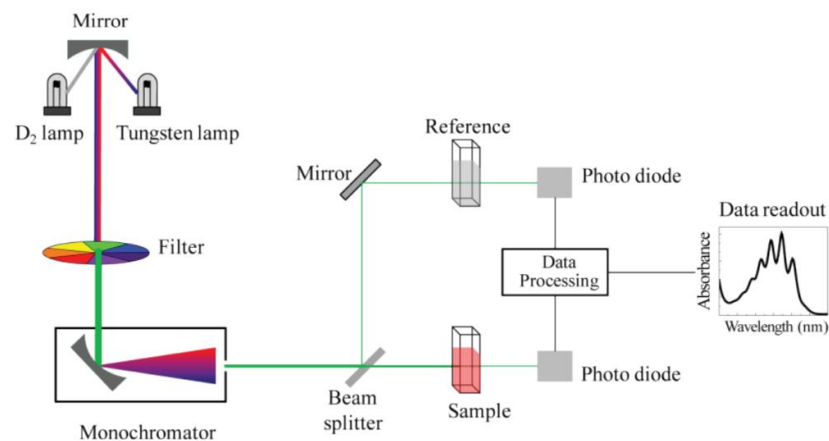 Mirror
D₂ lamp
Tungsten lamp
Filter
Monochromator
Beam
splitter
Mirror
Reference
Photo diode
Data
Processing
Sample
Photo diode
Data readout
Absorbance
Wavelength (nm)